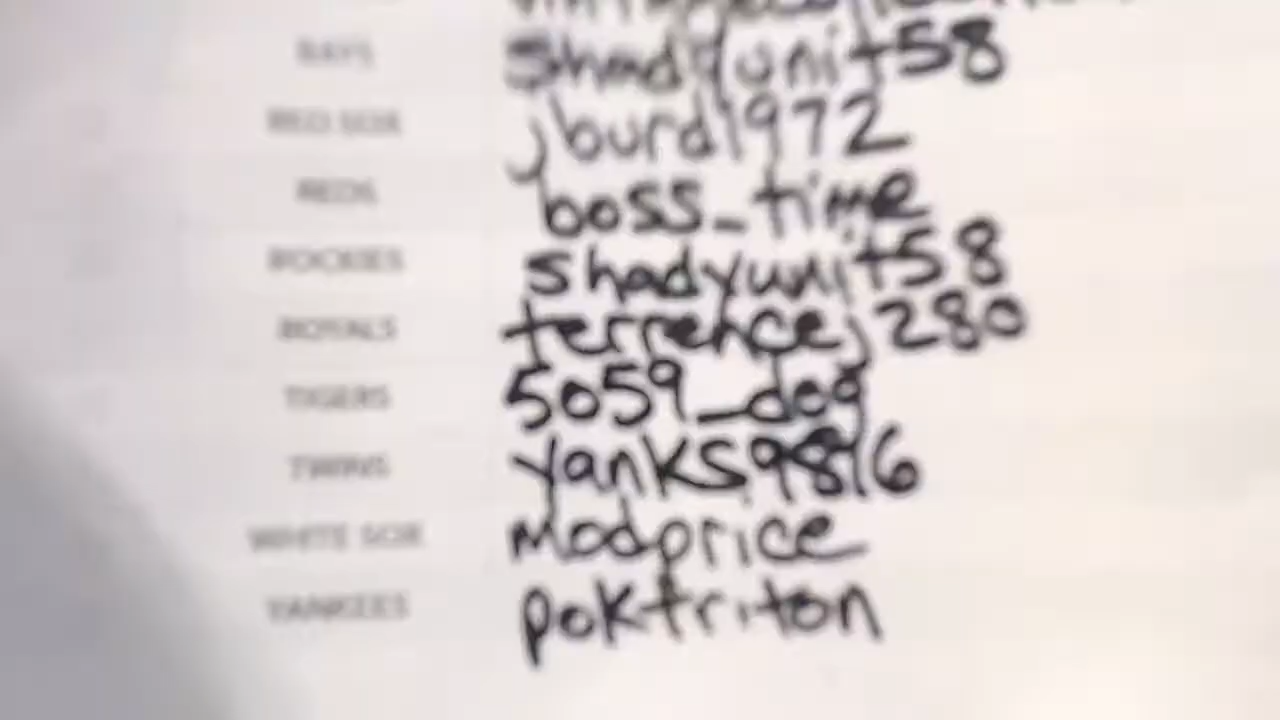 RAYS shadyunit58
RED SOX jburd1972
REDS boss_time
ROCKIES shadyunit58
ROYALS terrencej280
TIGERS 5059_dog
TWINS yanks9816
WHITE SOX modprice
YANKEES poktriton